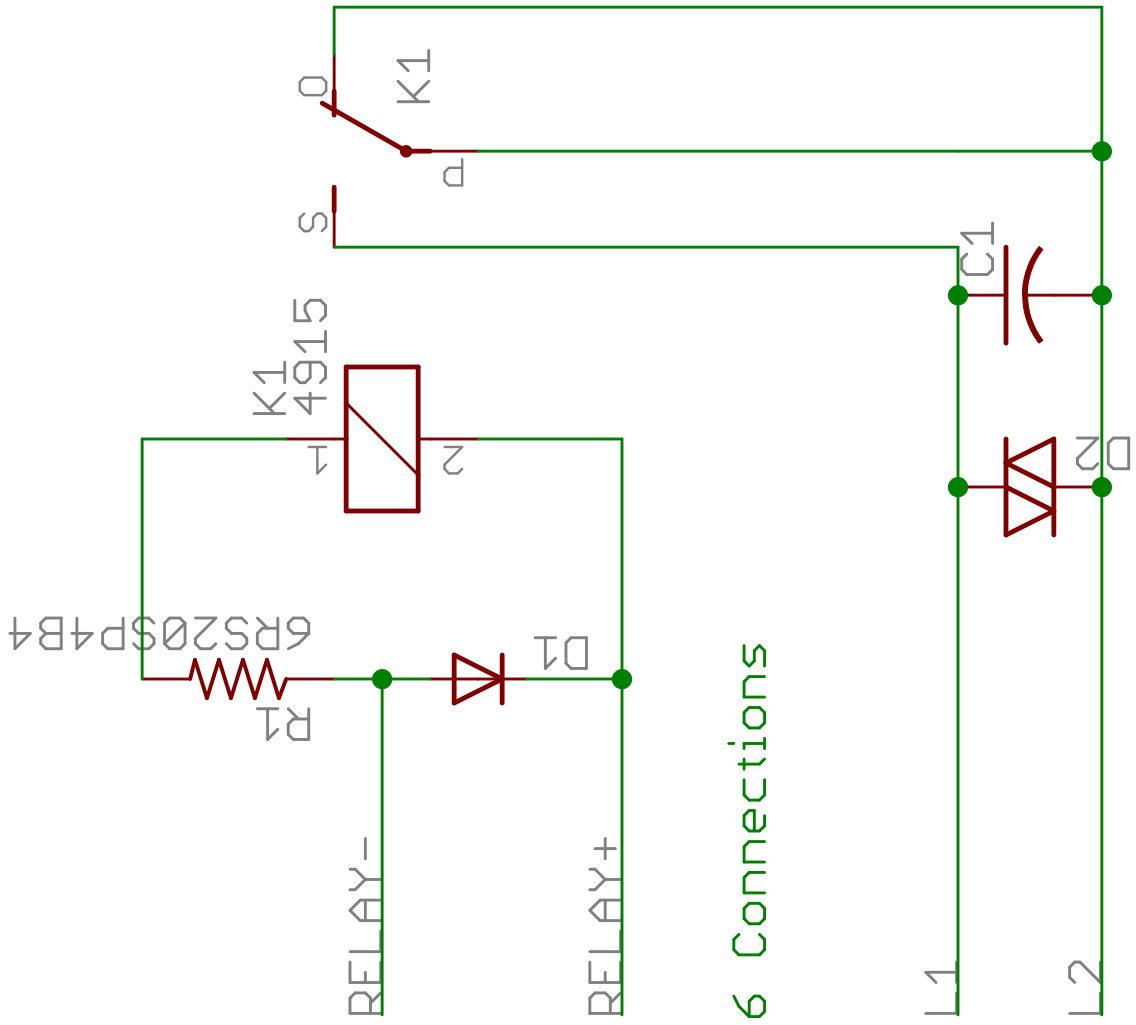 O
K1
P
S
C1
K1
4915
1
2
D2
6RS20SP4B4
D1
R1
6 Connections
RELAY-
RELAY+
L1
L2